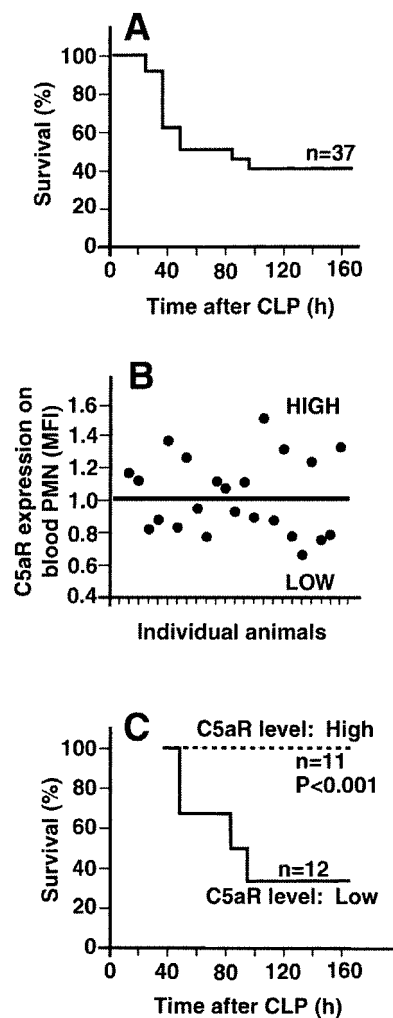 A
Survival (%)
100
80
60
40
20
0
n=37
0 40 80 120 160
Time after CLP (h)
B
C5aR expression on
blood PMN (MFI)
1.6
1.4
1.2
1.0
0.8
0.6
0.4
HIGH
LOW
Individual animals
C
Survival (%)
100
80
60
40
20
0
C5aR level: High
n=11
P<0.001
n=12
C5aR level: Low
0 40 80 120 160
Time after CLP (h)